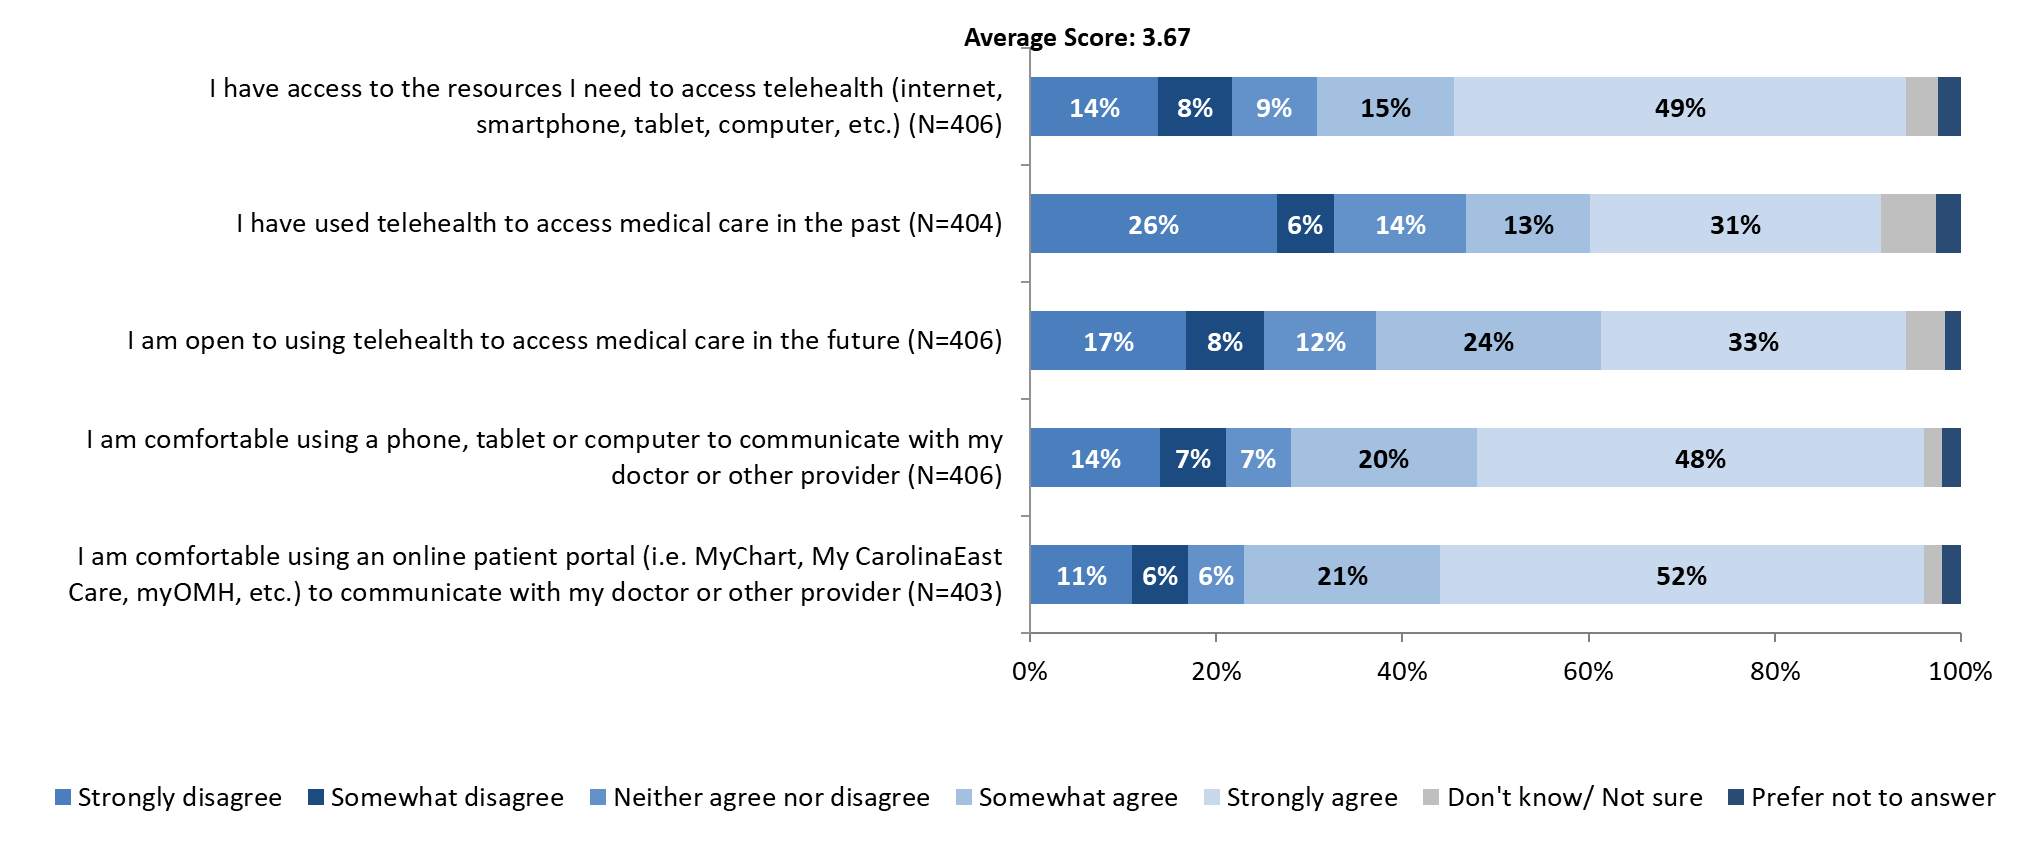 Average Score: 3.67
I have access to the resources I need to access telehealth (internet,
smartphone, tablet, computer, etc.) (N=406)
14% 8% 9% 15% 49%
I have used telehealth to access medical care in the past (N=404)
26% 6% 14% 13% 31%
I am open to using telehealth to access medical care in the future (N=406)
17% 8% 12% 24% 33%
I am comfortable using a phone, tablet or computer to communicate with my
doctor or other provider (N=406)
14% 7% 7% 20% 48%
I am comfortable using an online patient portal (i.e. MyChart, My CarolinaEast
Care, myOMH, etc.) to communicate with my doctor or other provider (N=403)
11% 6% 6% 21% 52%
0% 20% 40% 60% 80% 100%
Strongly disagree Somewhat disagree Neither agree nor disagree Somewhat agree Strongly agree Don't know/ Not sure Prefer not to answer